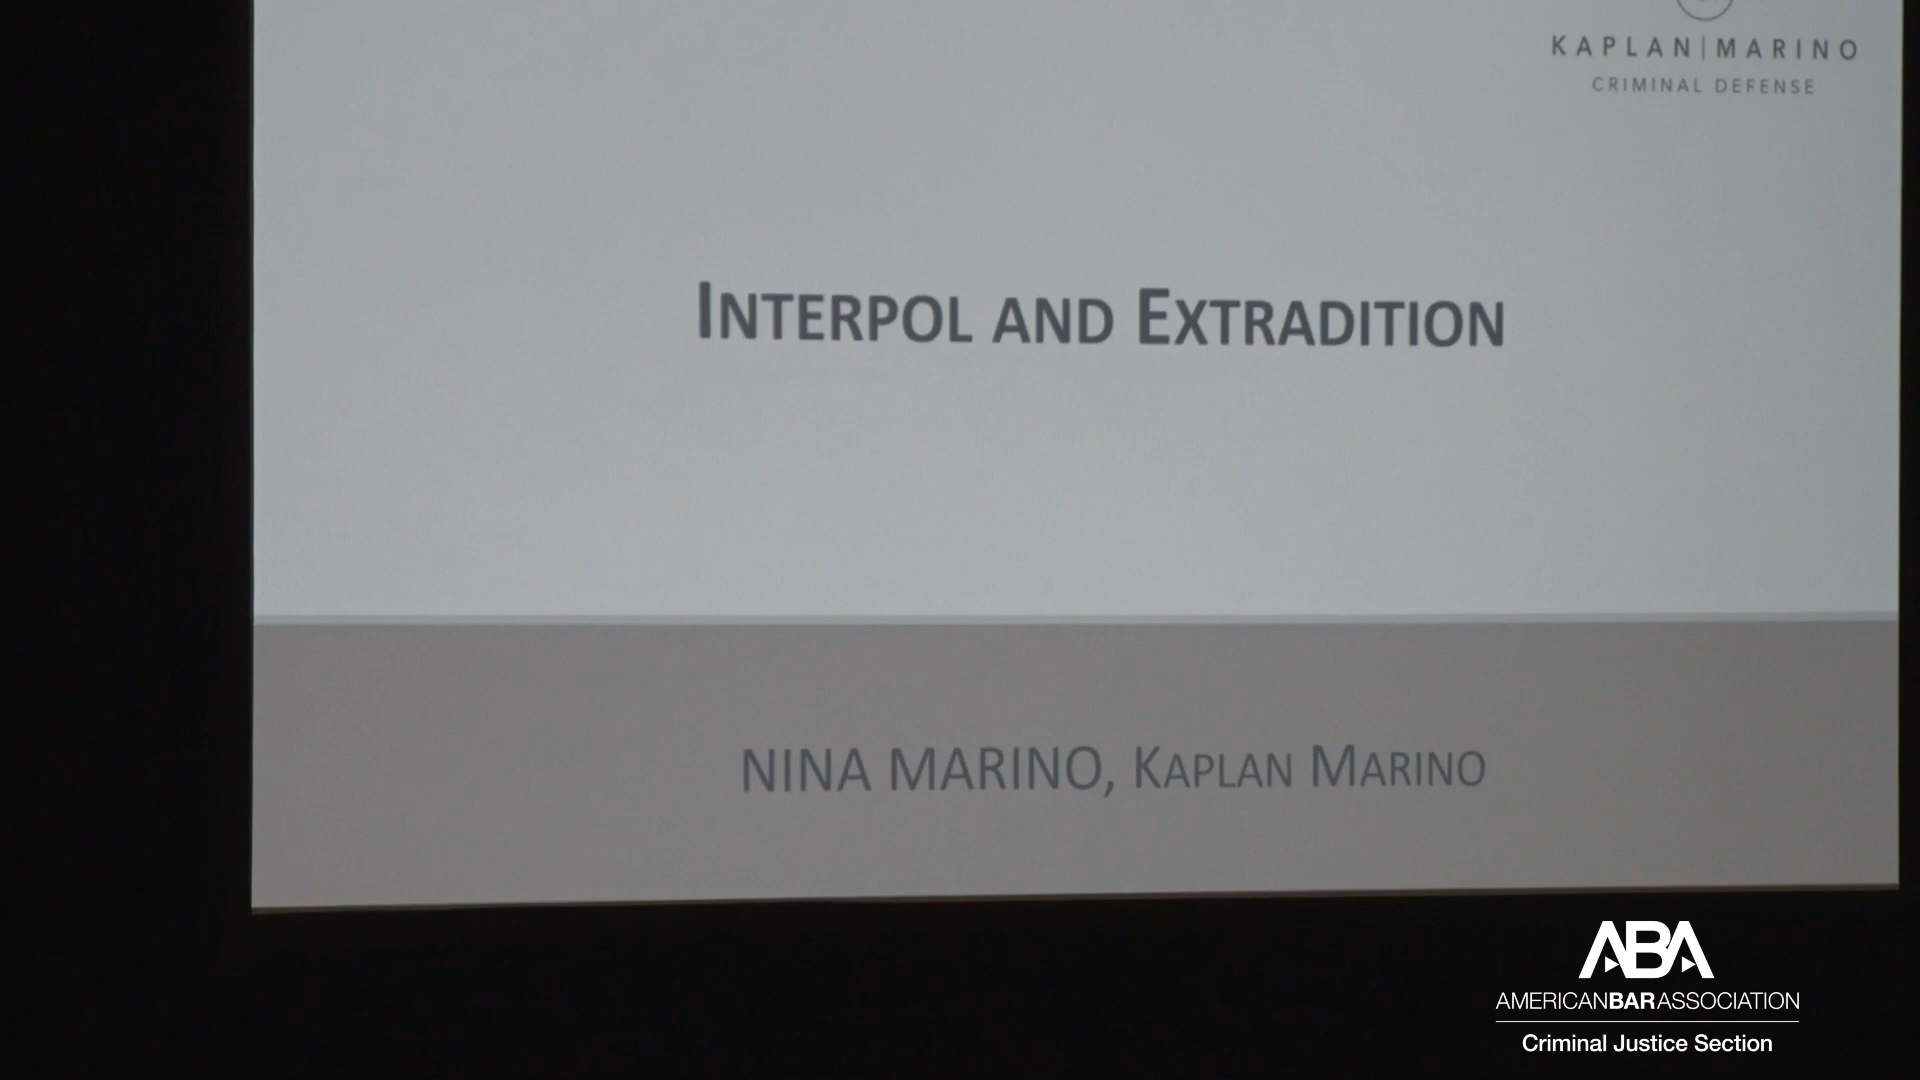 KAPLAN|MARINO
CRIMINAL DEFENSE
INTERPOL AND EXTRADITION
NINA MARINO, KAPLAN MARINO
ABA
AMERICANBARASSOCIATION
Criminal Justice Section